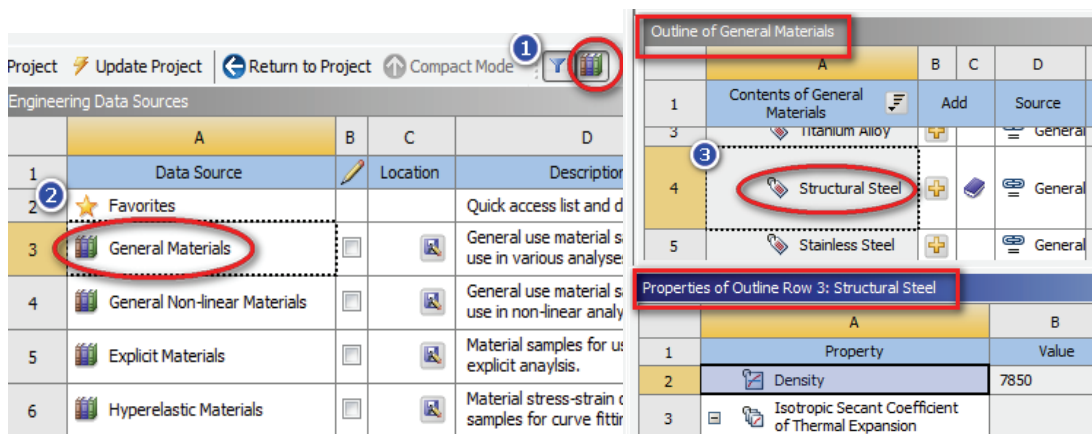 Project Update Project Return to Project Compact Mode 1
Engineering Data Sources
A B C D
1 Data Source Location Description
2 2 Favorites Quick access list and d
3 General Materials General use material s
use in various analyses
4 General Non-linear Materials General use material s
use in non-linear analy
5 Explicit Materials Material samples for us
explicit anaylsis.
6 Hyperelastic Materials Material stress-strain
samples for curve fittin
Outline of General Materials
A B C D
1 Contents of General
Materials Add Source
3 Titanium Alloy General
3
4 Structural Steel General
5 Stainless Steel General
Properties of Outline Row 3: Structural Steel
A B
1 Property Value
2 Density 7850
3 Isotropic Secant Coefficient
of Thermal Expansion